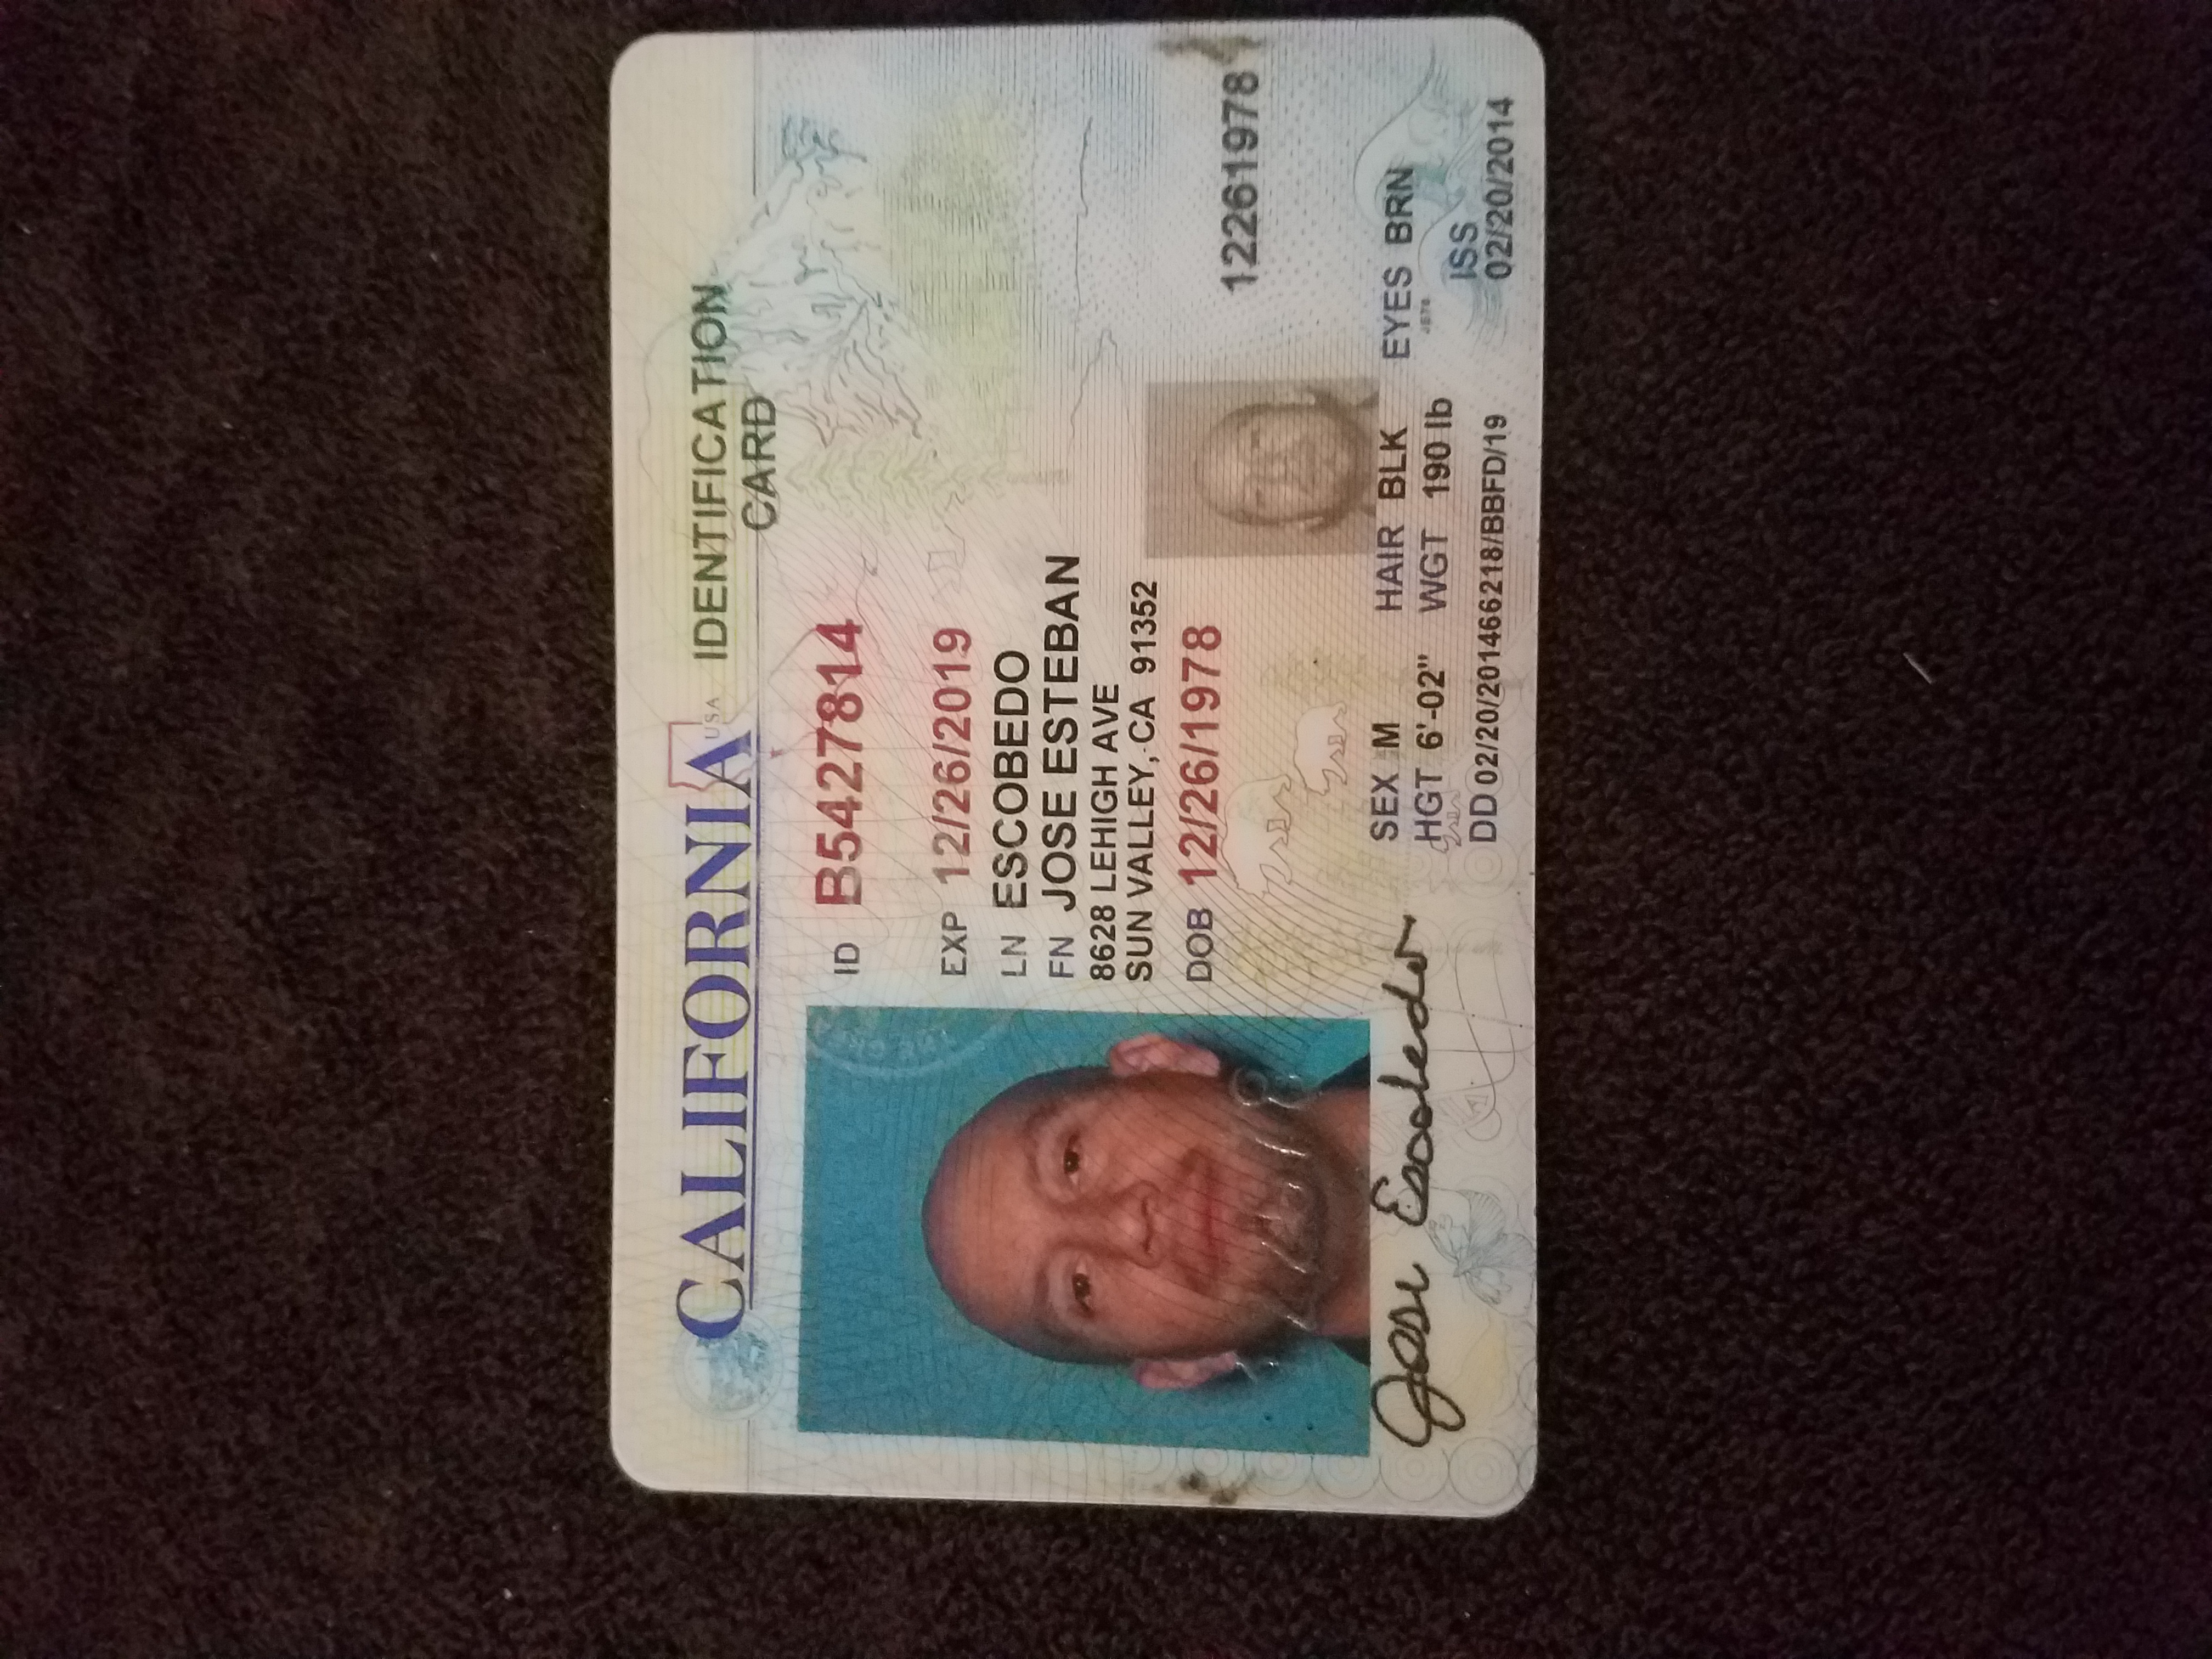 CALIFORNIA USA IDENTIFICATION
CARD
ID B5427814
EXP 12/26/2019
LN ESCOBEDO
FN JOSE ESTEBAN
8628 LEHIGH AVE
SUN VALLEY, CA 91352
DOB 12/26/1978
12261978
SEX M HAIR BLK EYES BRN
HGT 6'-02" WGT 190 lb ISS
DD 02/20/201466218/BBFD/19 02/20/2014
Jose Escobedo